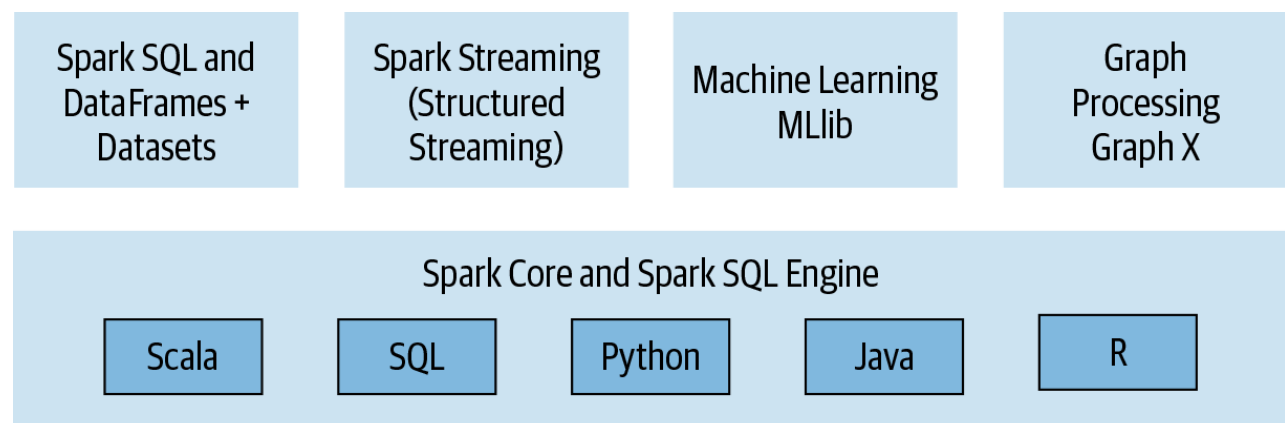 Spark SQL and
DataFrames +
Datasets
Spark Streaming
(Structured
Streaming)
Machine Learning
MLlib
Graph
Processing
Graph X
Spark Core and Spark SQL Engine
Scala
SQL
Python
Java
R